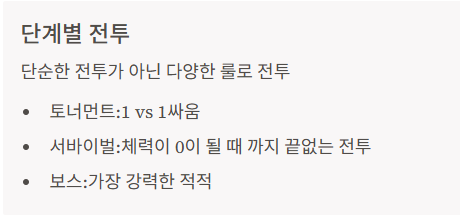 단계별 전투
단순한 전투가 아닌 다양한 룰로 전투
• 토너먼트:1 vs 1싸움
• 서바이벌:체력이 0이 될 때 까지 끝없는 전투
• 보스:가장 강력한 적적